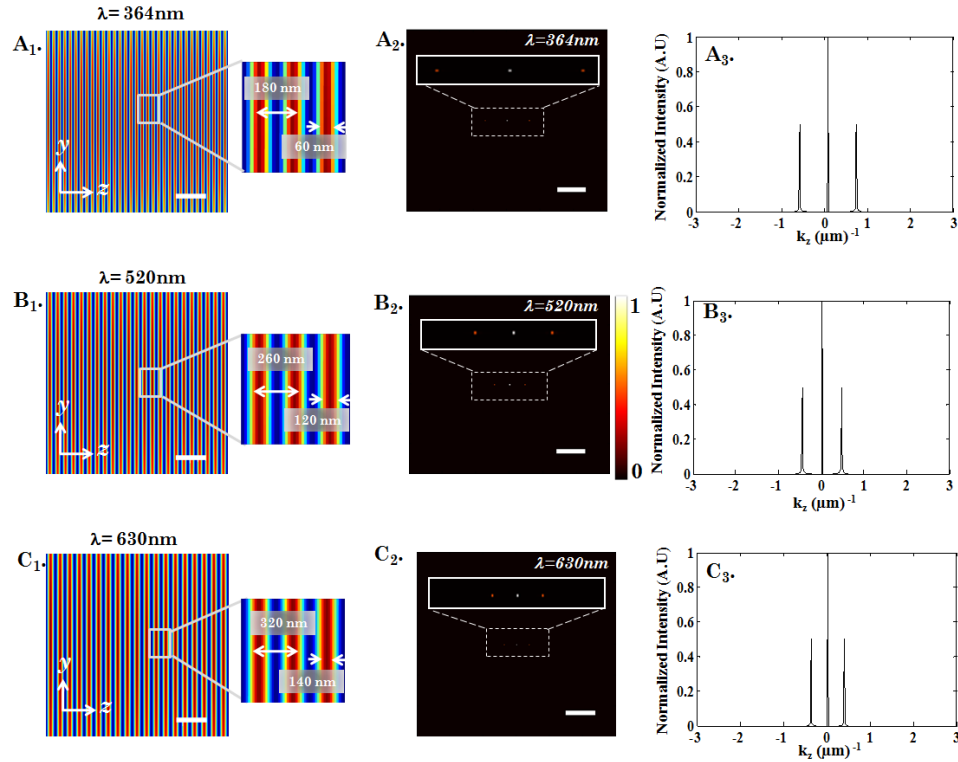 λ= 364nm
A₁.
180 nm
60 nm
y
z
A₂.
λ=364nm
A₃.
Normalized Intensity (A.U)
1
0.8
0.6
0.4
0.2
0
-3 -2 -1 0 1 2 3
k_z (µm)⁻¹
λ= 520nm
B₁.
260 nm
120 nm
y
z
B₂.
λ=520nm
1
0
B₃.
Normalized Intensity (A.U)
1
0.8
0.6
0.4
0.2
0
-3 -2 -1 0 1 2 3
k_z (µm)⁻¹
λ= 630nm
C₁.
320 nm
140 nm
y
z
C₂.
λ=630nm
C₃.
Normalized Intensity (A.U)
1
0.8
0.6
0.4
0.2
0
-3 -2 -1 0 1 2 3
k_z (µm)⁻¹